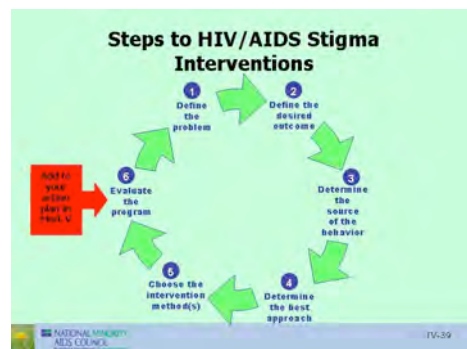 Steps to HIV/AIDS Stigma
Interventions
1
Define
the
problem
2
Define the
desired
outcome
3
Determine
the
source
of the
behavior
4
Determine
the best
approach
5
Choose the
intervention
method(s)
6
Evaluate
the
program
Add to
your
action
plan in
NATIONAL MINORITY
AIDS COUNCIL
IV-39